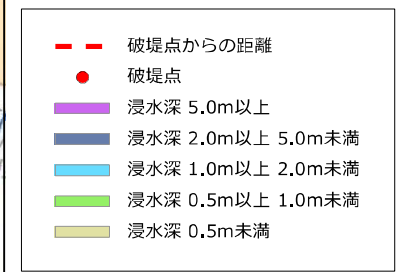 破堤点からの距離
破堤点
浸水深 5.0m以上
浸水深 2.0m以上 5.0m未満
浸水深 1.0m以上 2.0m未満
浸水深 0.5m以上 1.0m未満
浸水深 0.5m未満